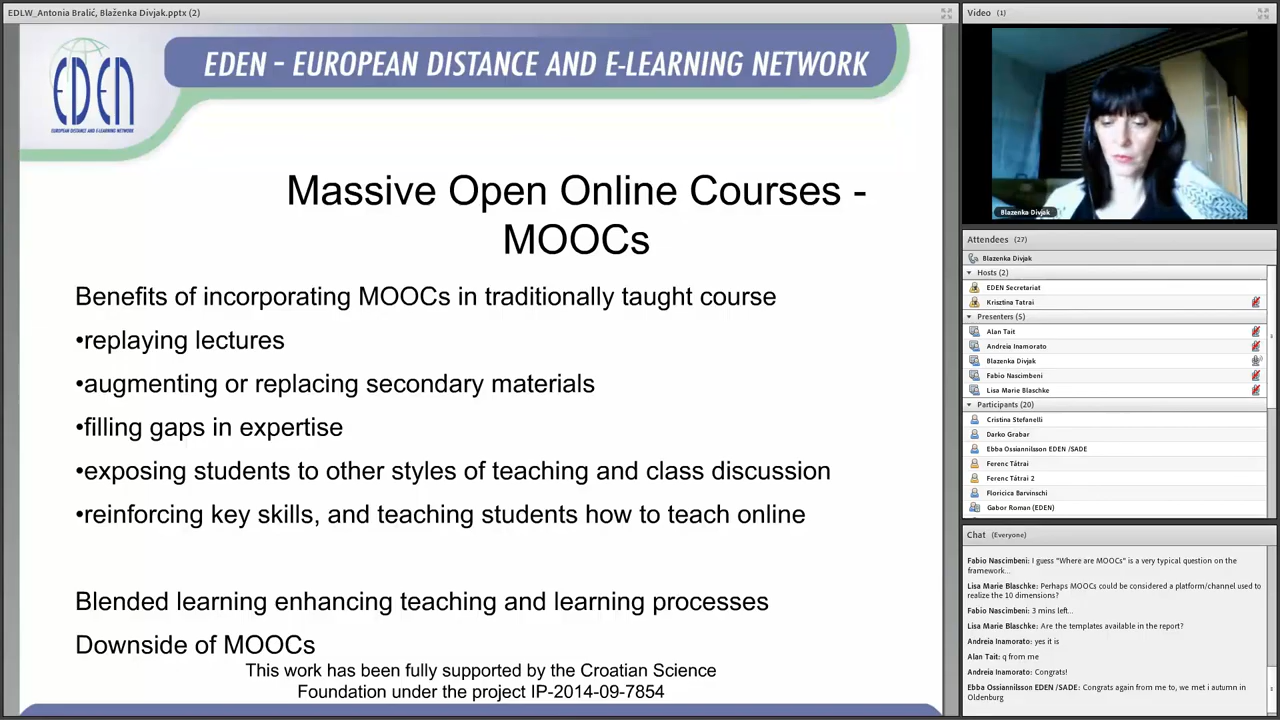 EDLW_Antonia Bralić, Blaženka Divjak.pptx (2)
EDEN
EUROPEAN DISTANCE AND E-LEARNING NETWORK
EDEN – EUROPEAN DISTANCE AND E-LEARNING NETWORK
Massive Open Online Courses -
MOOCs
Benefits of incorporating MOOCs in traditionally taught course
•replaying lectures
•augmenting or replacing secondary materials
•filling gaps in expertise
•exposing students to other styles of teaching and class discussion
•reinforcing key skills, and teaching students how to teach online
Blended learning enhancing teaching and learning processes
Downside of MOOCs
This work has been fully supported by the Croatian Science
Foundation under the project IP-2014-09-7854
Video (1)
Blazenka Divjak
Attendees (27)
Blazenka Divjak
Hosts (2)
EDEN Secretariat
Krisztina Tatrai
Presenters (5)
Alan Tait
Andreia Inamorato
Blazenka Divjak
Fabio Nascimbeni
Lisa Marie Blaschke
Participants (20)
Cristina Stefanelli
Darko Grabar
Ebba Ossiannilsson EDEN /SADE
Ferenc Tátrai
Ferenc Tátrai 2
Floricica Barvinschi
Gabor Roman (EDEN)
Chat (Everyone)
Fabio Nascimbeni: I guess "Where are MOOCs" is a very typical question on the
framework...
Lisa Marie Blaschke: Perhaps MOOCs could be considered a platform/channel used to
realize the 10 dimensions?
Fabio Nascimbeni: 3 mins left...
Lisa Marie Blaschke: Are the templates available in the report?
Andreia Inamorato: yes it is
Alan Tait: q from me
Andreia Inamorato: Congrats!
Ebba Ossiannilsson EDEN /SADE: Congrats again from me to, we met i autumn in
Oldenburg